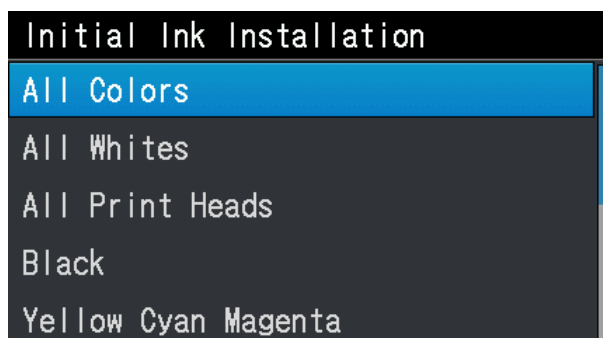 Initial Ink Installation
All Colors
All Whites
All Print Heads
Black
Yellow Cyan Magenta